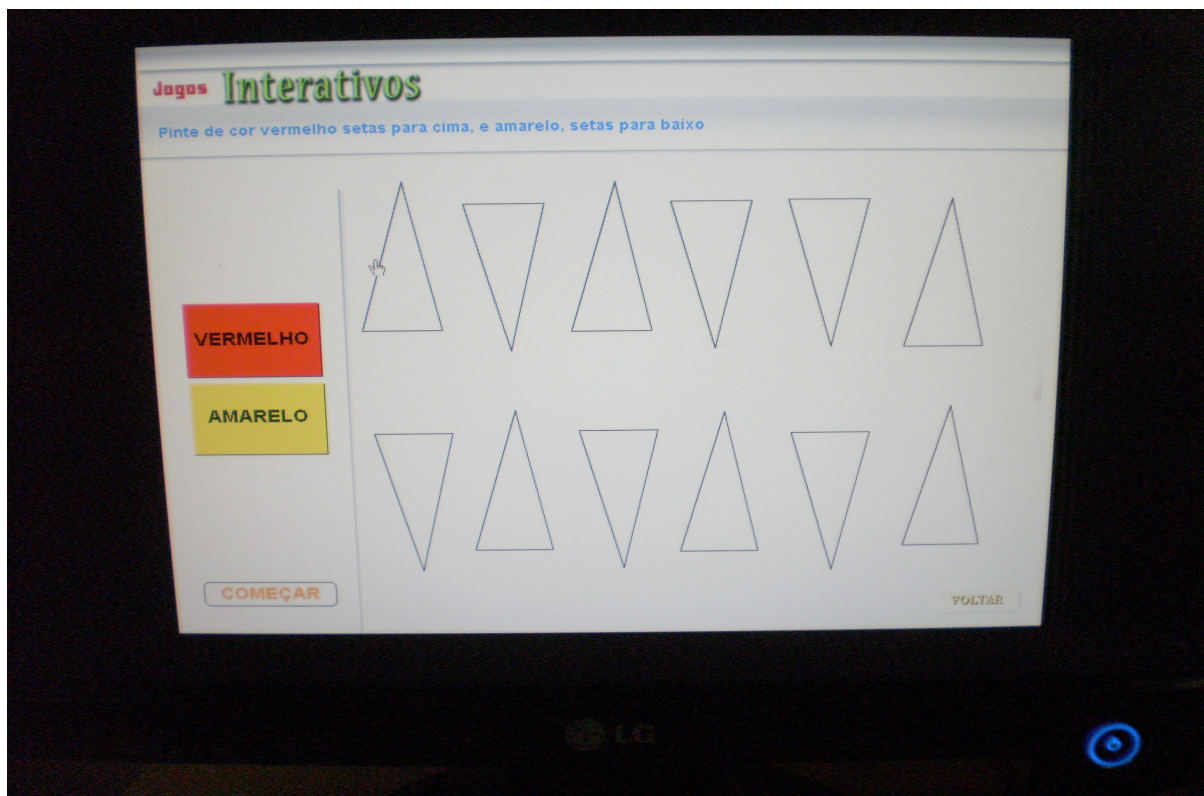 Jogos Interativos
Pinte de cor vermelho setas para cima, e amarelo, setas para baixo
VERMELHO
AMARELO
COMEÇAR
VOLTAR
LG